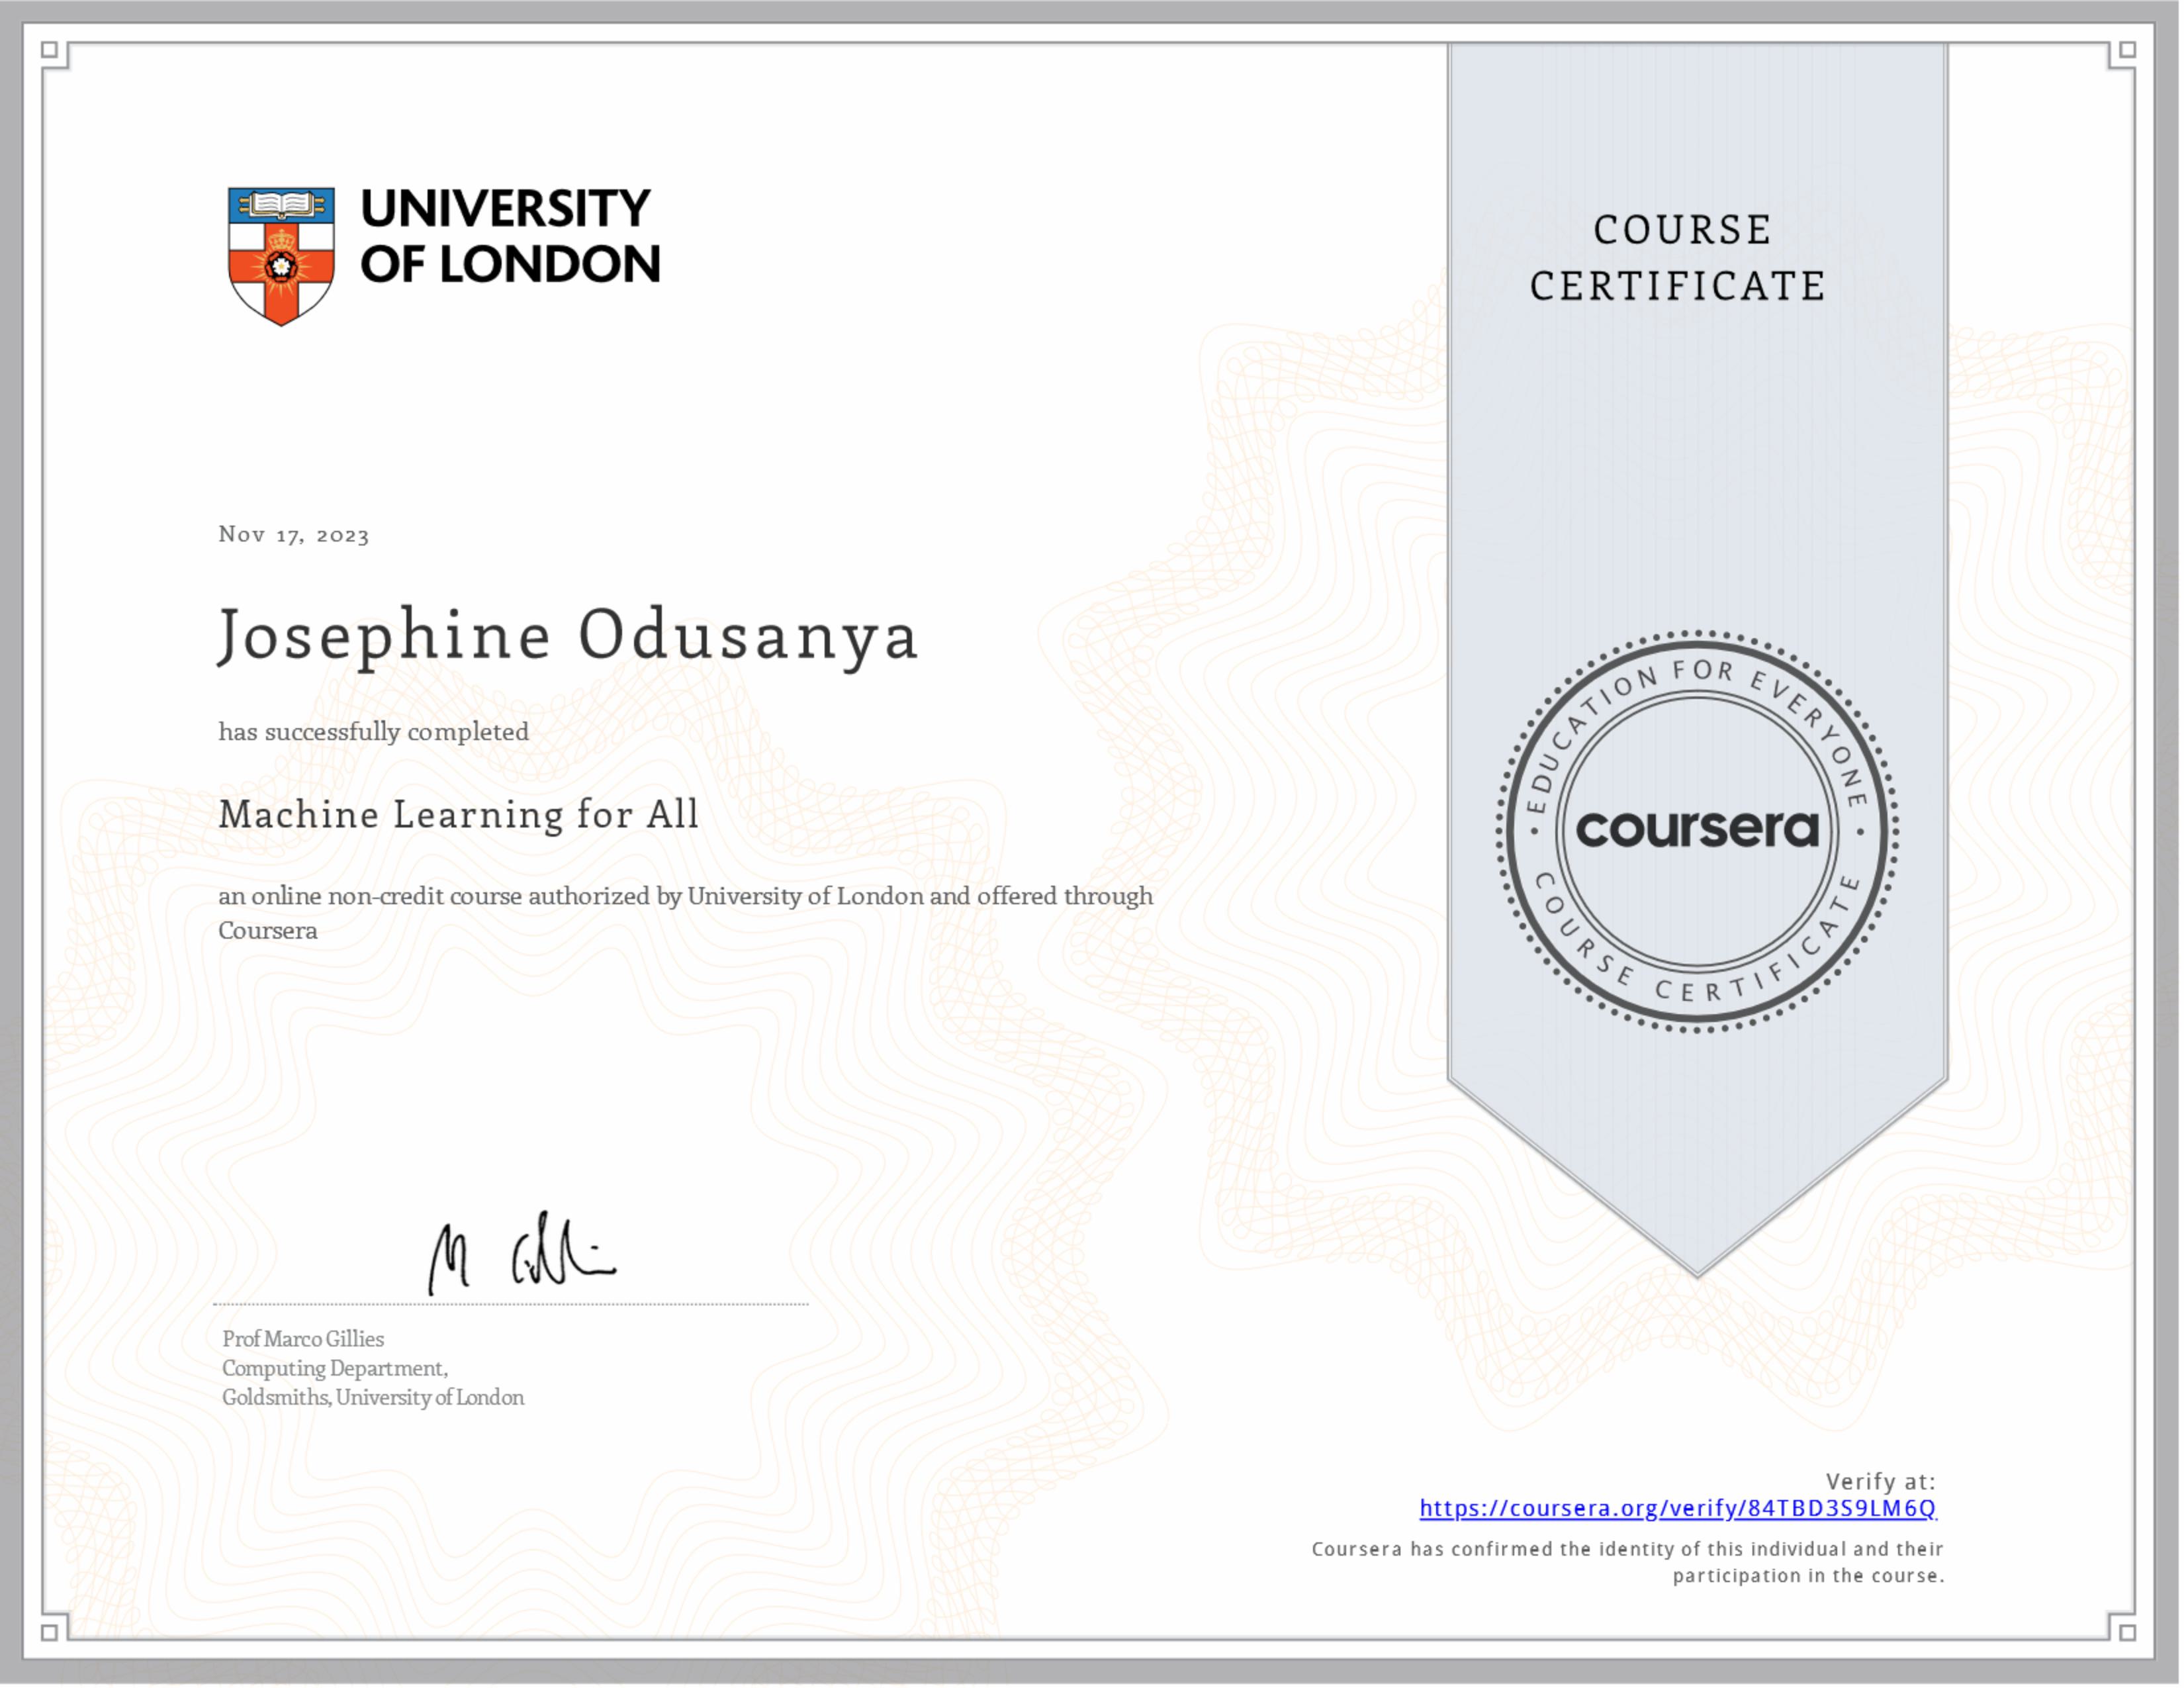 UNIVERSITY
OF LONDON
COURSE
CERTIFICATE
Nov 17, 2023
Josephine Odusanya
has successfully completed
Machine Learning for All
an online non-credit course authorized by University of London and offered through
Coursera
EDUCATION FOR EVERYONE
coursera
COURSE CERTIFICATE
M Gilli
Prof Marco Gillies
Computing Department,
Goldsmiths, University of London
Verify at:
https://coursera.org/verify/84TBD3S9LM6Q
Coursera has confirmed the identity of this individual and their
participation in the course.